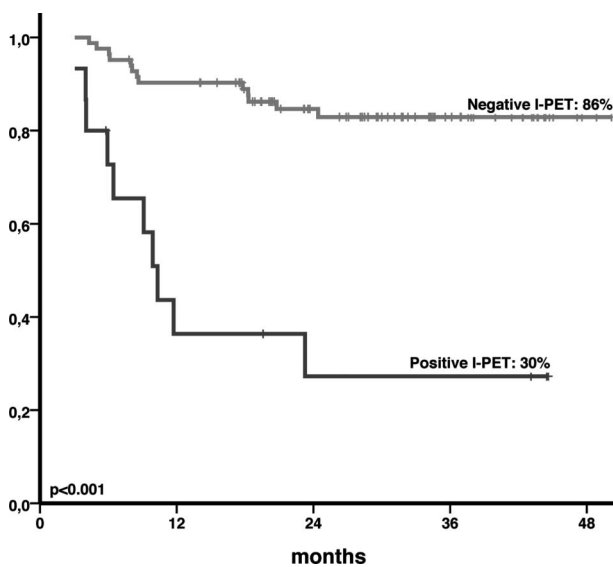 1,0
Negative I-PET: 86%
0,8
0,6
0,4
Positive I-PET: 30%
0,2
p<0.001
0,0
0 12 24 36 48
months